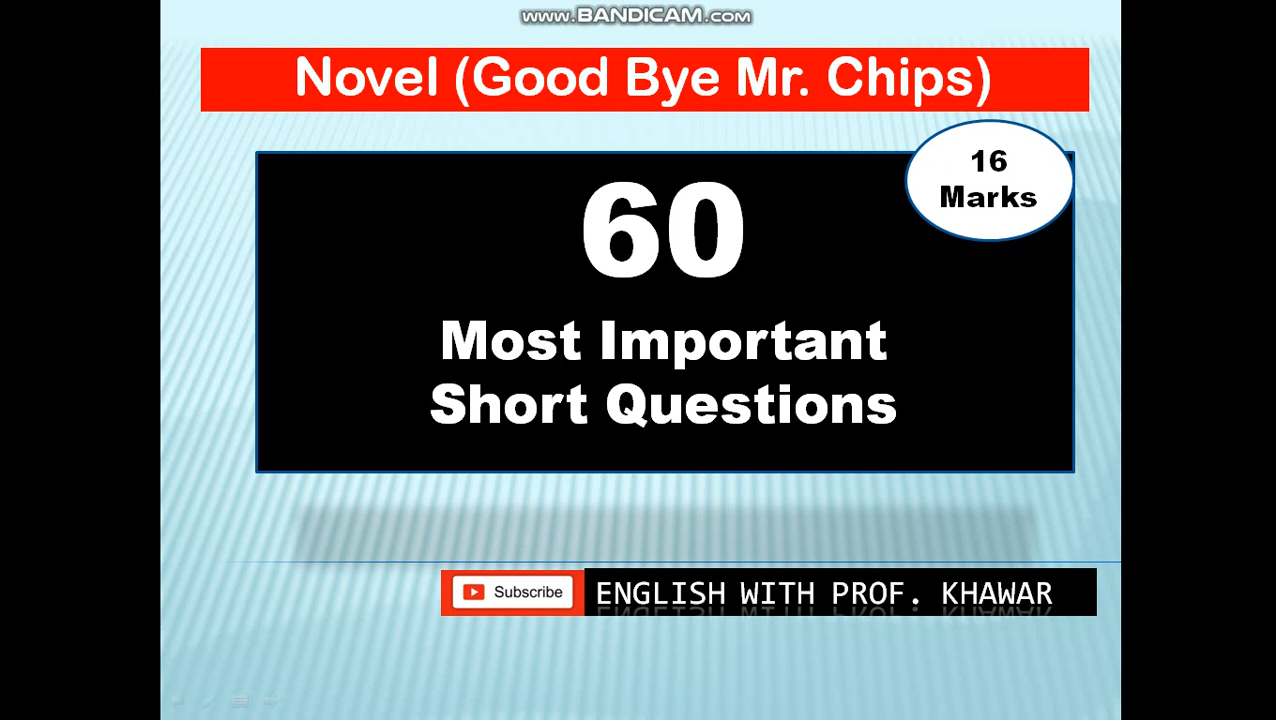 www.BANDICAM.com
Novel (Good Bye Mr. Chips)
16
Marks
60
Most Important
Short Questions
Subscribe
ENGLISH WITH PROF. KHAWAR